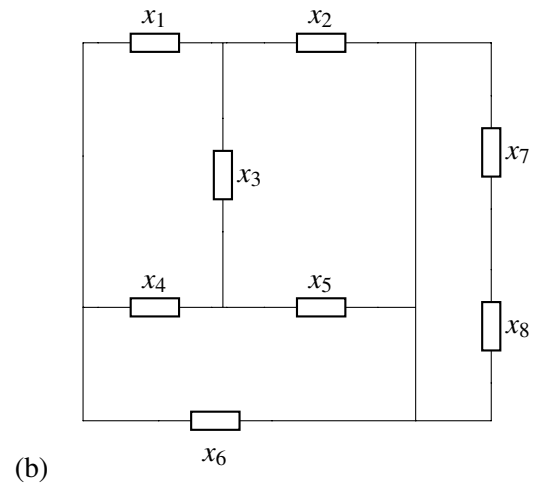 x₁ x₂
x₃ x₇
x₄ x₅
x₈
x₆
(b)